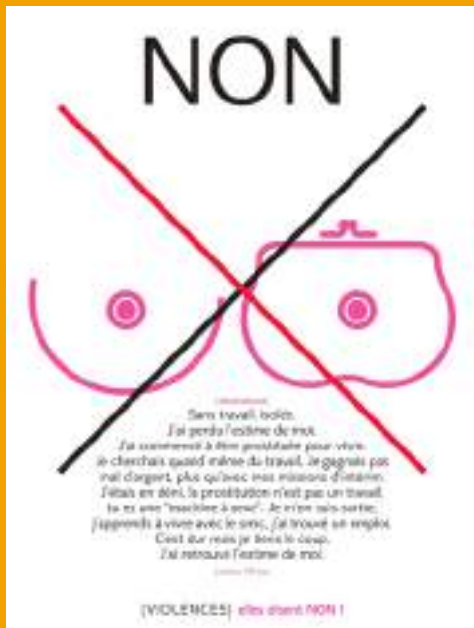 NON
Sans travail, isolée.
J'ai perdu l'estime de moi.
J'ai commencé à être prostituée pour vivre.
Je cherchais quand même du travail. Je gagnais pas
mal d'argent, plus qu'avec mes missions d'intérim.
J'étais en déni, la prostitution n'est pas un travail
tu es une "machine à sexe". Je m'en suis sortie,
j'apprends à vivre avec le smic, j'ai trouvé un emploi.
C'est dur mais je tiens le coup.
J'ai retrouvé l'estime de moi.
[VIOLENCES] elles disent NON !